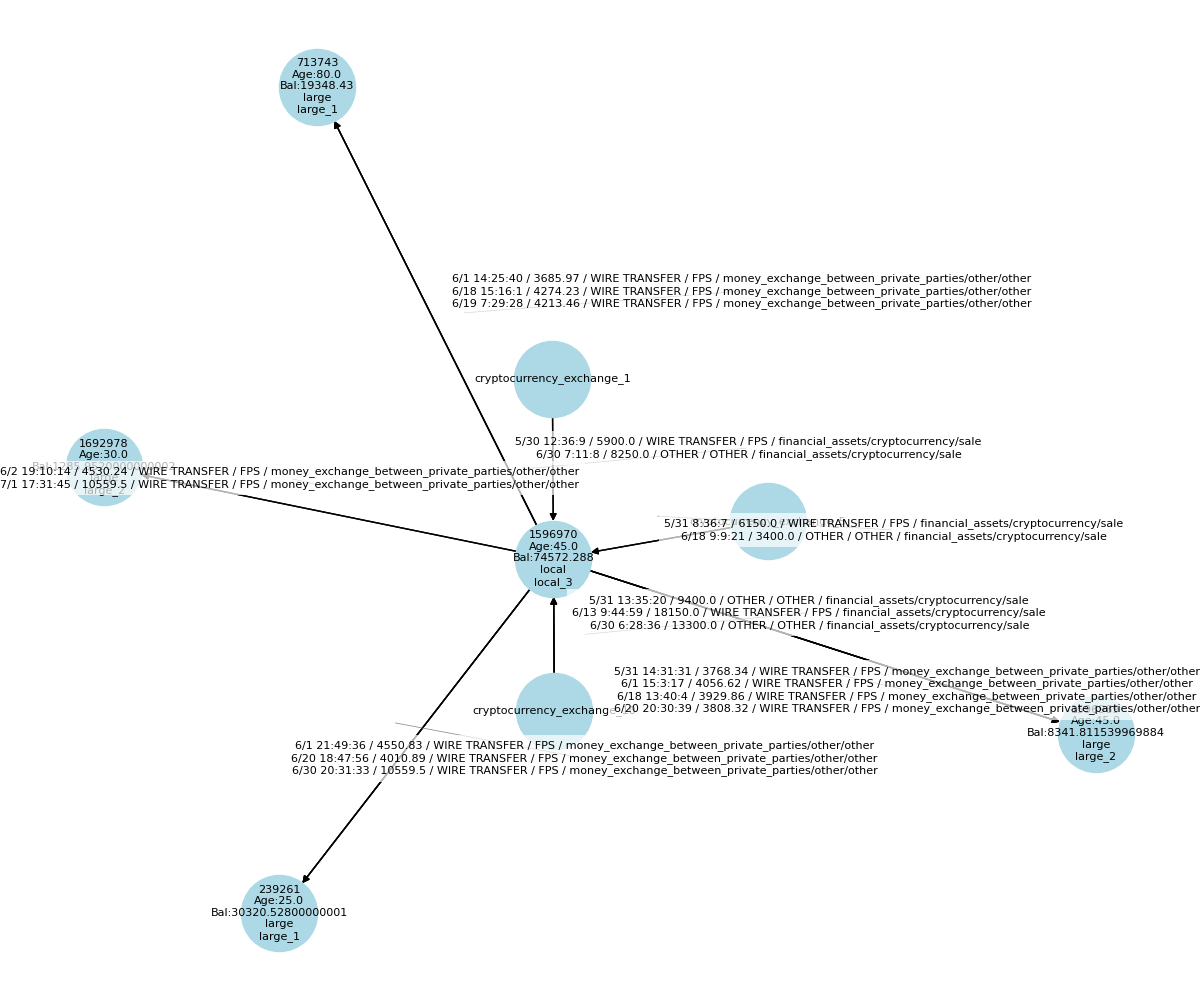 713743
Age:80.0
Bal:19348.43
large
large_1
6/1 14:25:40 / 3685.97 / WIRE TRANSFER / FPS / money_exchange_between_private_parties/other/other
6/18 15:16:1 / 4274.23 / WIRE TRANSFER / FPS / money_exchange_between_private_parties/other/other
6/19 7:29:28 / 4213.46 / WIRE TRANSFER / FPS / money_exchange_between_private_parties/other/other
cryptocurrency_exchange_1
5/30 12:36:9 / 5900.0 / WIRE TRANSFER / FPS / financial_assets/cryptocurrency/sale
6/30 7:11:8 / 8250.0 / OTHER / OTHER / financial_assets/cryptocurrency/sale
1692978
Age:30.0
large_2
6/2 19:10:14 / 4530.24 / WIRE TRANSFER / FPS / money_exchange_between_private_parties/other/other
7/1 17:31:45 / 10559.5 / WIRE TRANSFER / FPS / money_exchange_between_private_parties/other/other
5/31 8:36:7 / 6150.0 / WIRE TRANSFER / FPS / financial_assets/cryptocurrency/sale
6/18 9:9:21 / 3400.0 / OTHER / OTHER / financial_assets/cryptocurrency/sale
1596970
Age:45.0
Bal:74572.288
local
local_3
5/31 13:35:20 / 9400.0 / OTHER / OTHER / financial_assets/cryptocurrency/sale
6/13 9:44:59 / 18150.0 / WIRE TRANSFER / FPS / financial_assets/cryptocurrency/sale
6/30 6:28:36 / 13300.0 / OTHER / OTHER / financial_assets/cryptocurrency/sale
5/31 14:31:31 / 3768.34 / WIRE TRANSFER / FPS / money_exchange_between_private_parties/other/other
6/1 15:3:17 / 4056.62 / WIRE TRANSFER / FPS / money_exchange_between_private_parties/other/other
6/18 13:40:4 / 3929.86 / WIRE TRANSFER / FPS / money_exchange_between_private_parties/other/other
6/20 20:30:39 / 3808.32 / WIRE TRANSFER / FPS / money_exchange_between_private_parties/other/other
Age:45.0
Bal:8341.811539969884
large
large_2
6/1 21:49:36 / 4550.83 / WIRE TRANSFER / FPS / money_exchange_between_private_parties/other/other
6/20 18:47:56 / 4010.89 / WIRE TRANSFER / FPS / money_exchange_between_private_parties/other/other
6/30 20:31:33 / 10559.5 / WIRE TRANSFER / FPS / money_exchange_between_private_parties/other/other
239261
Age:25.0
Bal:30320.52800000001
large
large_1